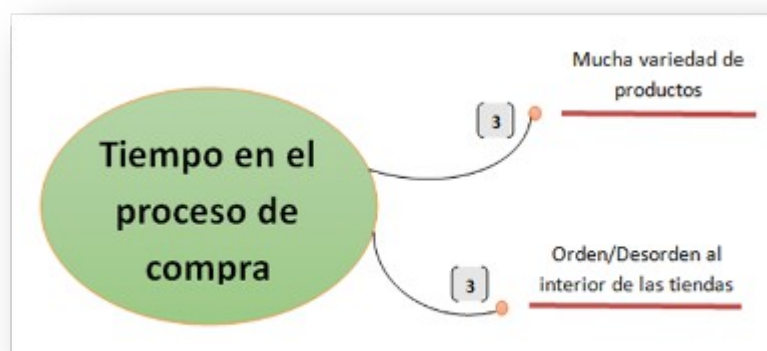 Tiempo en el
proceso de
compra
[3]
Mucha variedad de
productos
[3]
Orden/Desorden al
interior de las tiendas